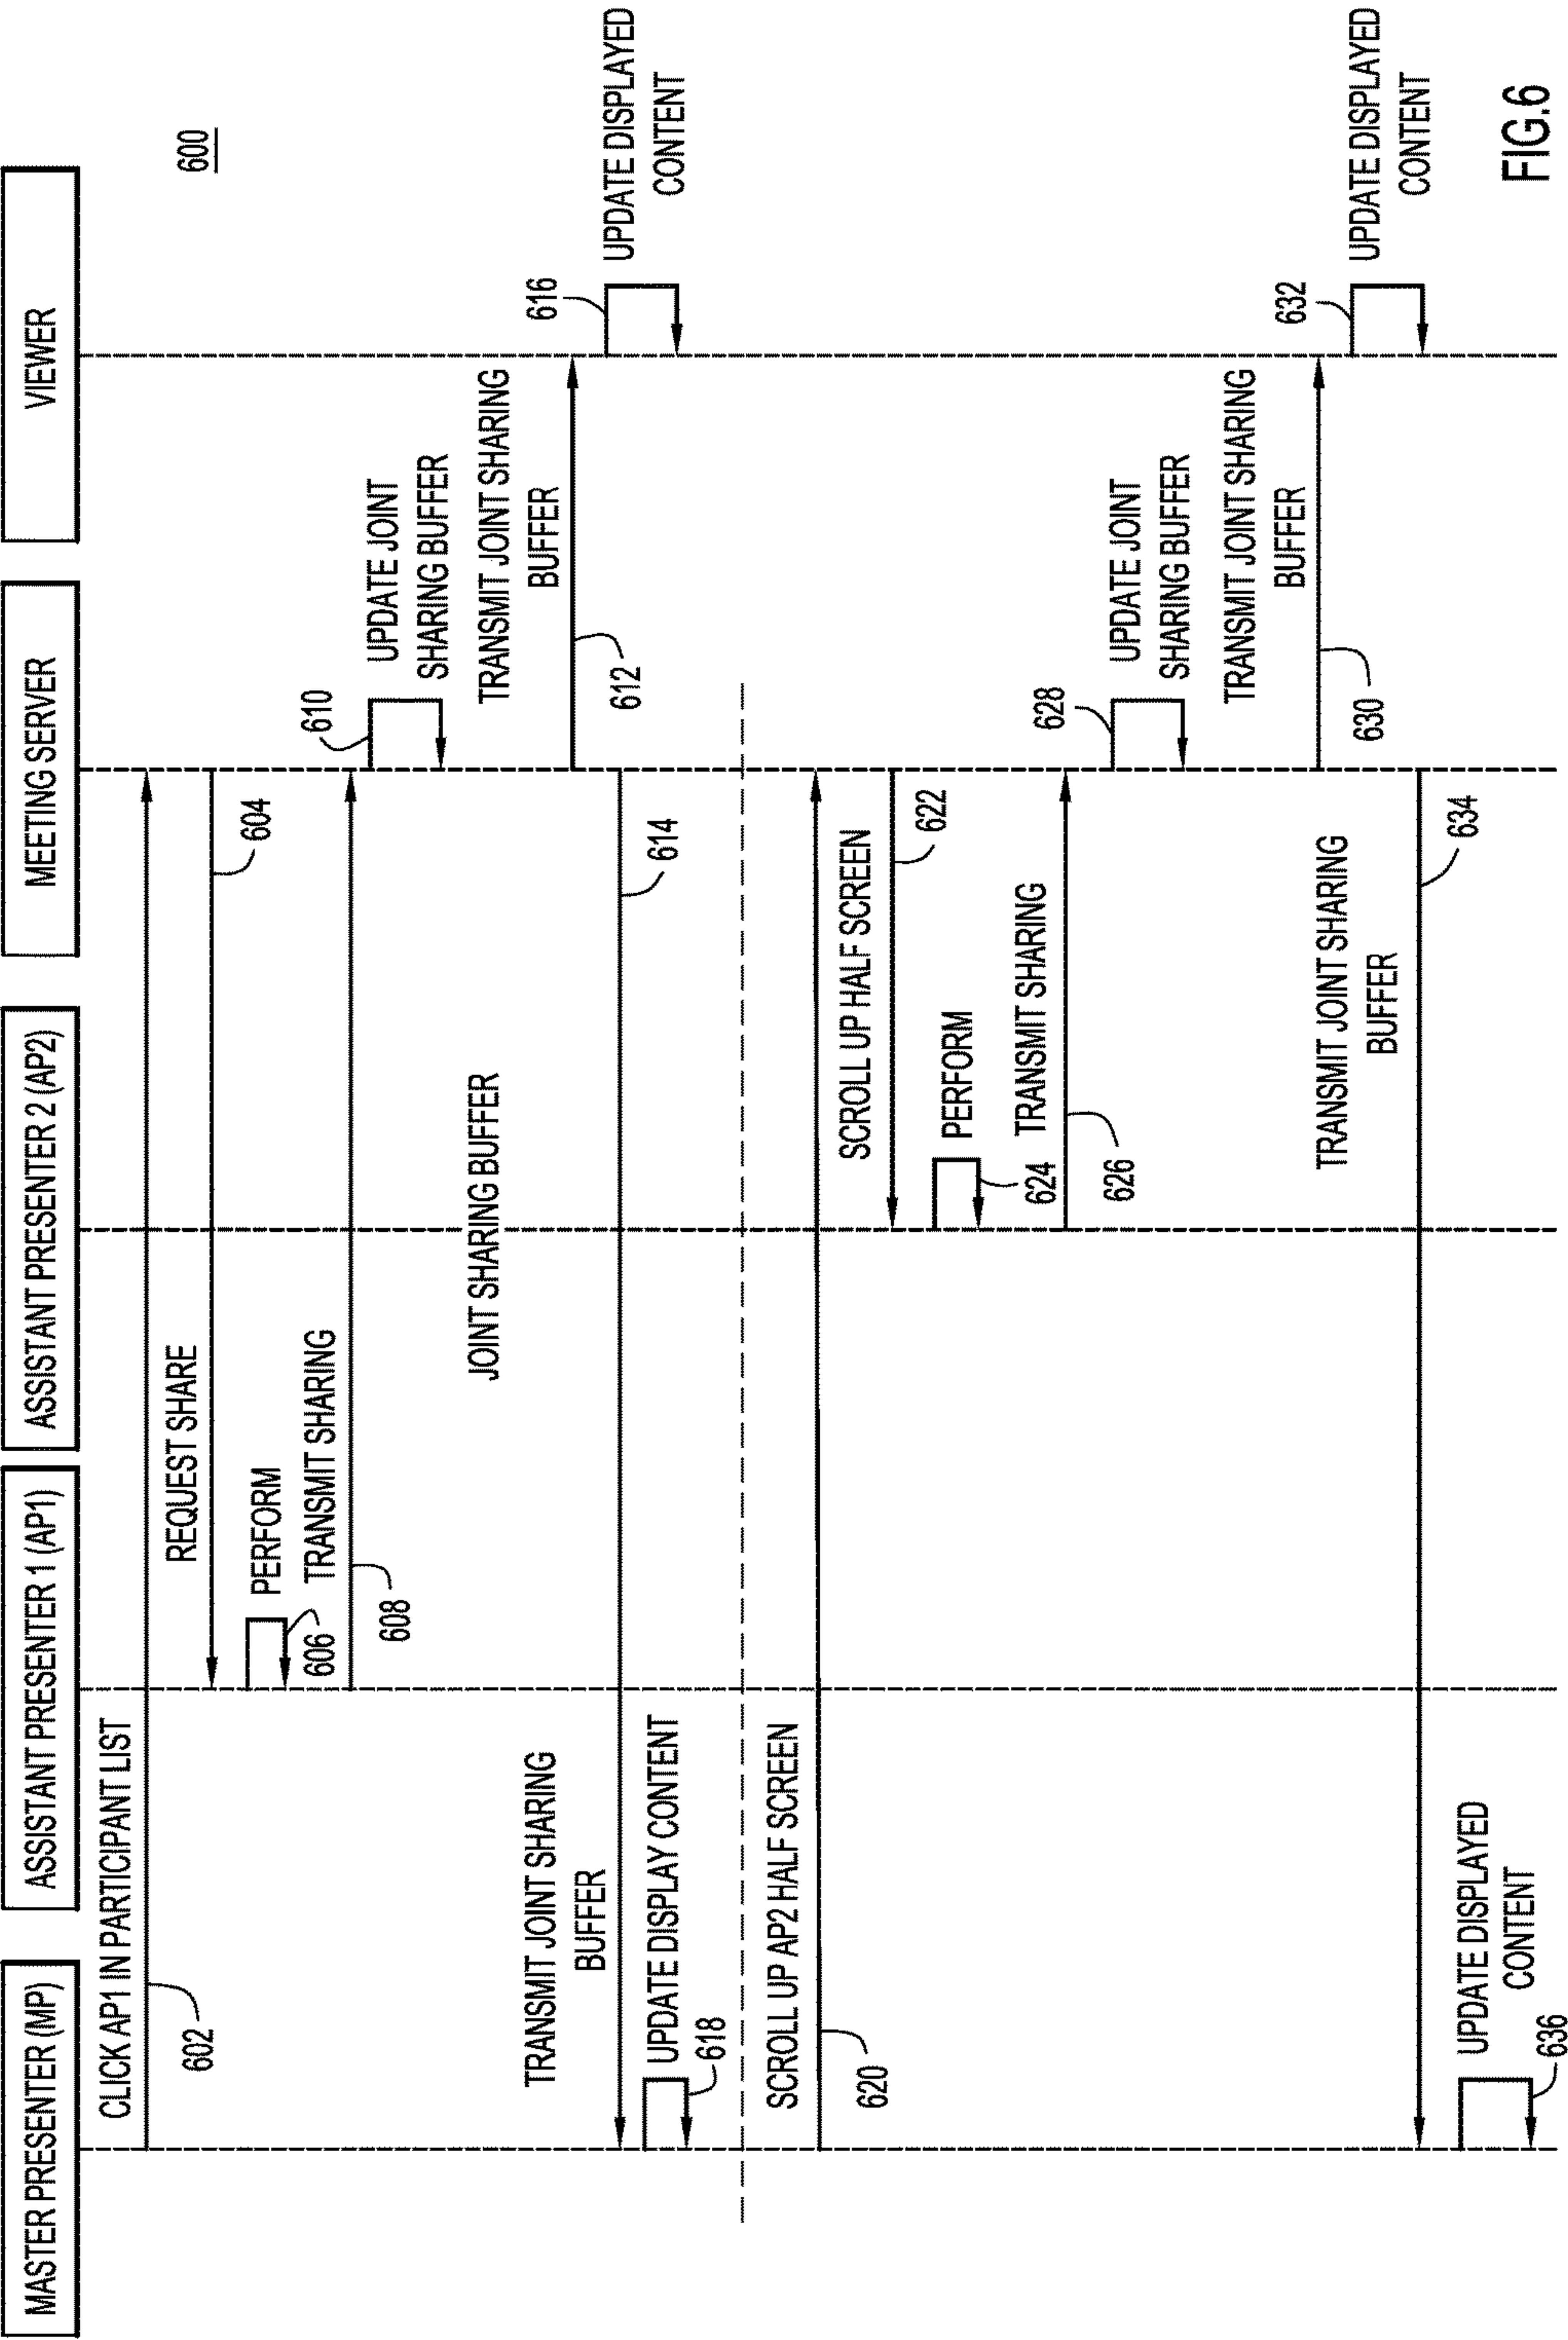 600
MASTER PRESENTER (MP)
ASSISTANT PRESENTER 1 (AP1)
ASSISTANT PRESENTER 2 (AP2)
MEETING SERVER
VIEWER
CLICK AP1 IN PARTICIPANT LIST
602
REQUEST SHARE
604
PERFORM
606
TRANSMIT SHARING
608
610
UPDATE JOINT
SHARING BUFFER
JOINT SHARING BUFFER
TRANSMIT JOINT SHARING
BUFFER
612
TRANSMIT JOINT SHARING
BUFFER
614
616
UPDATE DISPLAYED
CONTENT
UPDATE DISPLAY CONTENT
618
SCROLL UP AP2 HALF SCREEN
620
SCROLL UP HALF SCREEN
622
PERFORM
624
TRANSMIT SHARING
626
628
UPDATE JOINT
SHARING BUFFER
TRANSMIT JOINT SHARING
BUFFER
630
632
UPDATE DISPLAYED
CONTENT
TRANSMIT JOINT SHARING
BUFFER
634
UPDATE DISPLAYED
CONTENT
636
FIG.6